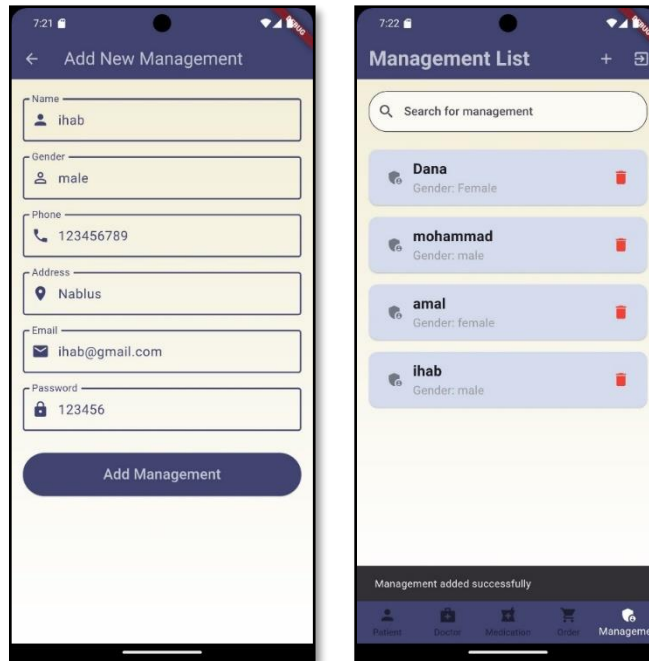 7:21
DEBUG
Add New Management
Name
ihab
Gender
male
Phone
123456789
Address
Nablus
Email
ihab@gmail.com
Password
123456
Add Management
7:22
DEBUG
Management List
Search for management
Dana
Gender: Female
mohammad
Gender: male
amal
Gender: female
ihab
Gender: male
Management added successfully
Patient Doctor Medication Order Manageme